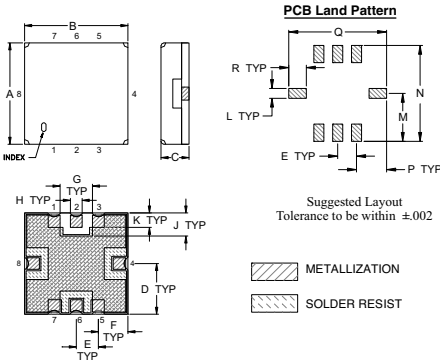 PCB Land Pattern
B
7 6 5
A
8
4
INDEX
1 2 3
C
Q
R TYP
L TYP
N
M
E TYP
P TYP
Suggested Layout
Tolerance to be within ±.002
G
TYP
H TYP
1 2 3
K TYP
J TYP
8
4
D TYP
7 6 5
F
TYP
E
TYP
METALLIZATION
SOLDER RESIST